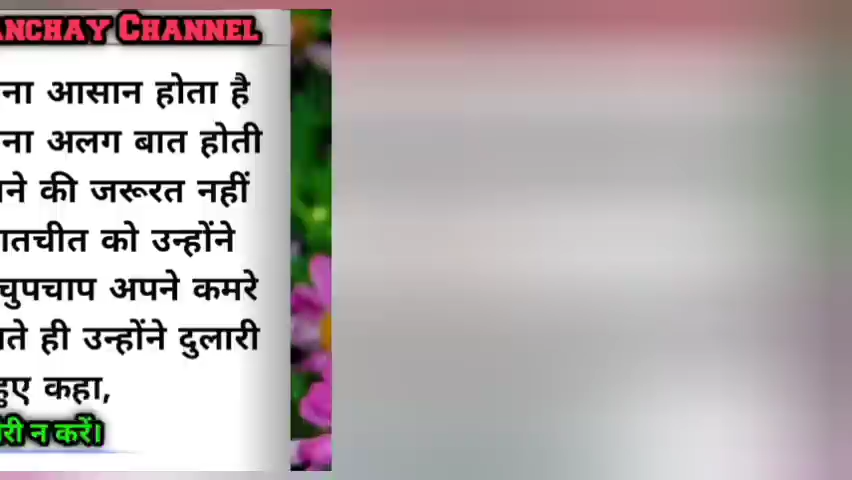 ANCHAY CHANNEL
ना आसान होता है
ना अलग बात होती
ने की जरूरत नहीं
ातचीत को उन्होंने
चुपचाप अपने कमरे
ते ही उन्होंने दुलारी
हुए कहा,
री न करें।